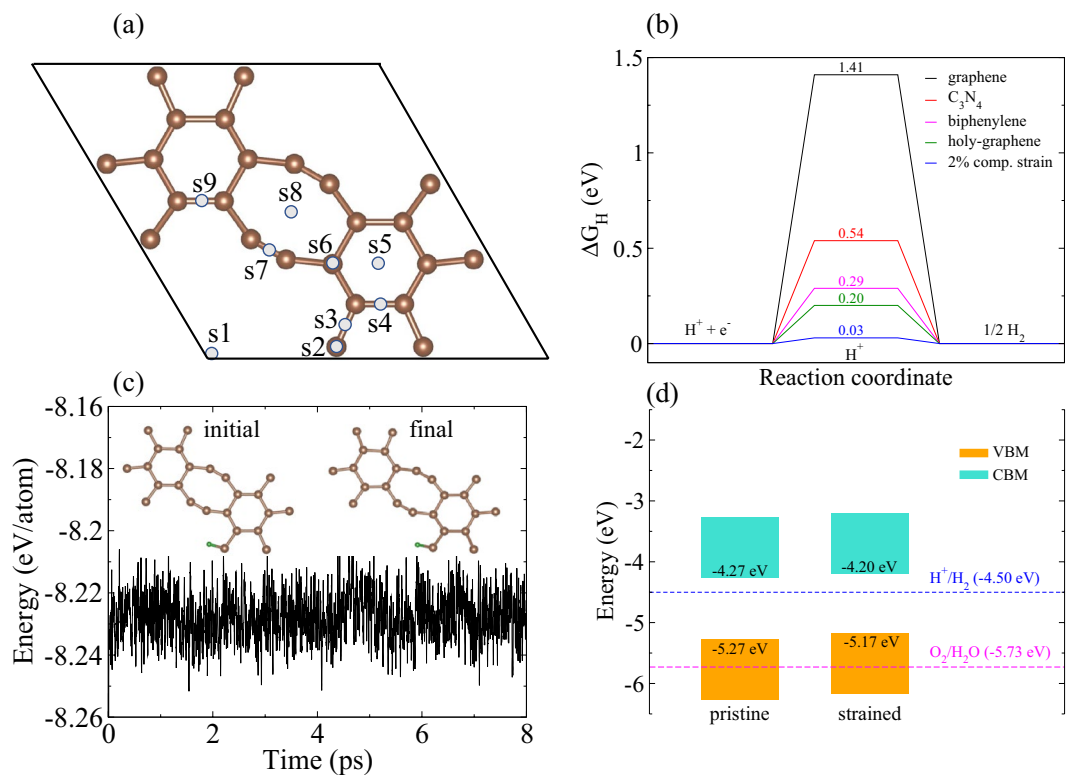 (a)
s9
s8
s7
s6
s5
s4
s3
s2
s1
(b)
1.5
1
0.5
0
ΔG_H (eV)
1.41
0.54
0.29
0.20
0.03
graphene
C₃N₄
biphenylene
holy-graphene
2% comp. strain
H⁺ + e⁻
H⁺
1/2 H₂
Reaction coordinate
(c)
-8.16
-8.18
-8.2
-8.22
-8.24
-8.26
Energy (eV/atom)
initial
final
0 2 4 6 8
Time (ps)
(d)
-2
-3
-4
-5
-6
Energy (eV)
VBM
CBM
-4.27 eV
-4.20 eV
H⁺/H₂ (-4.50 eV)
-5.27 eV
-5.17 eV
O₂/H₂O (-5.73 eV)
pristine
strained